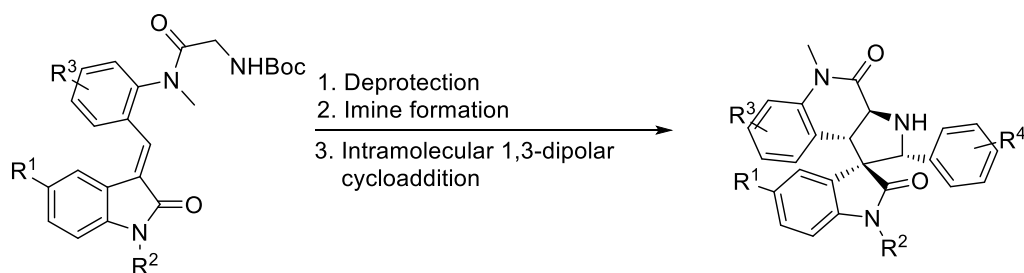 O
R³
N
NHBoc
R¹
O
N
R²
1. Deprotection
2. Imine formation
3. Intramolecular 1,3-dipolar
cycloaddition
O
N
R³
NH
R⁴
R¹
O
N
R²